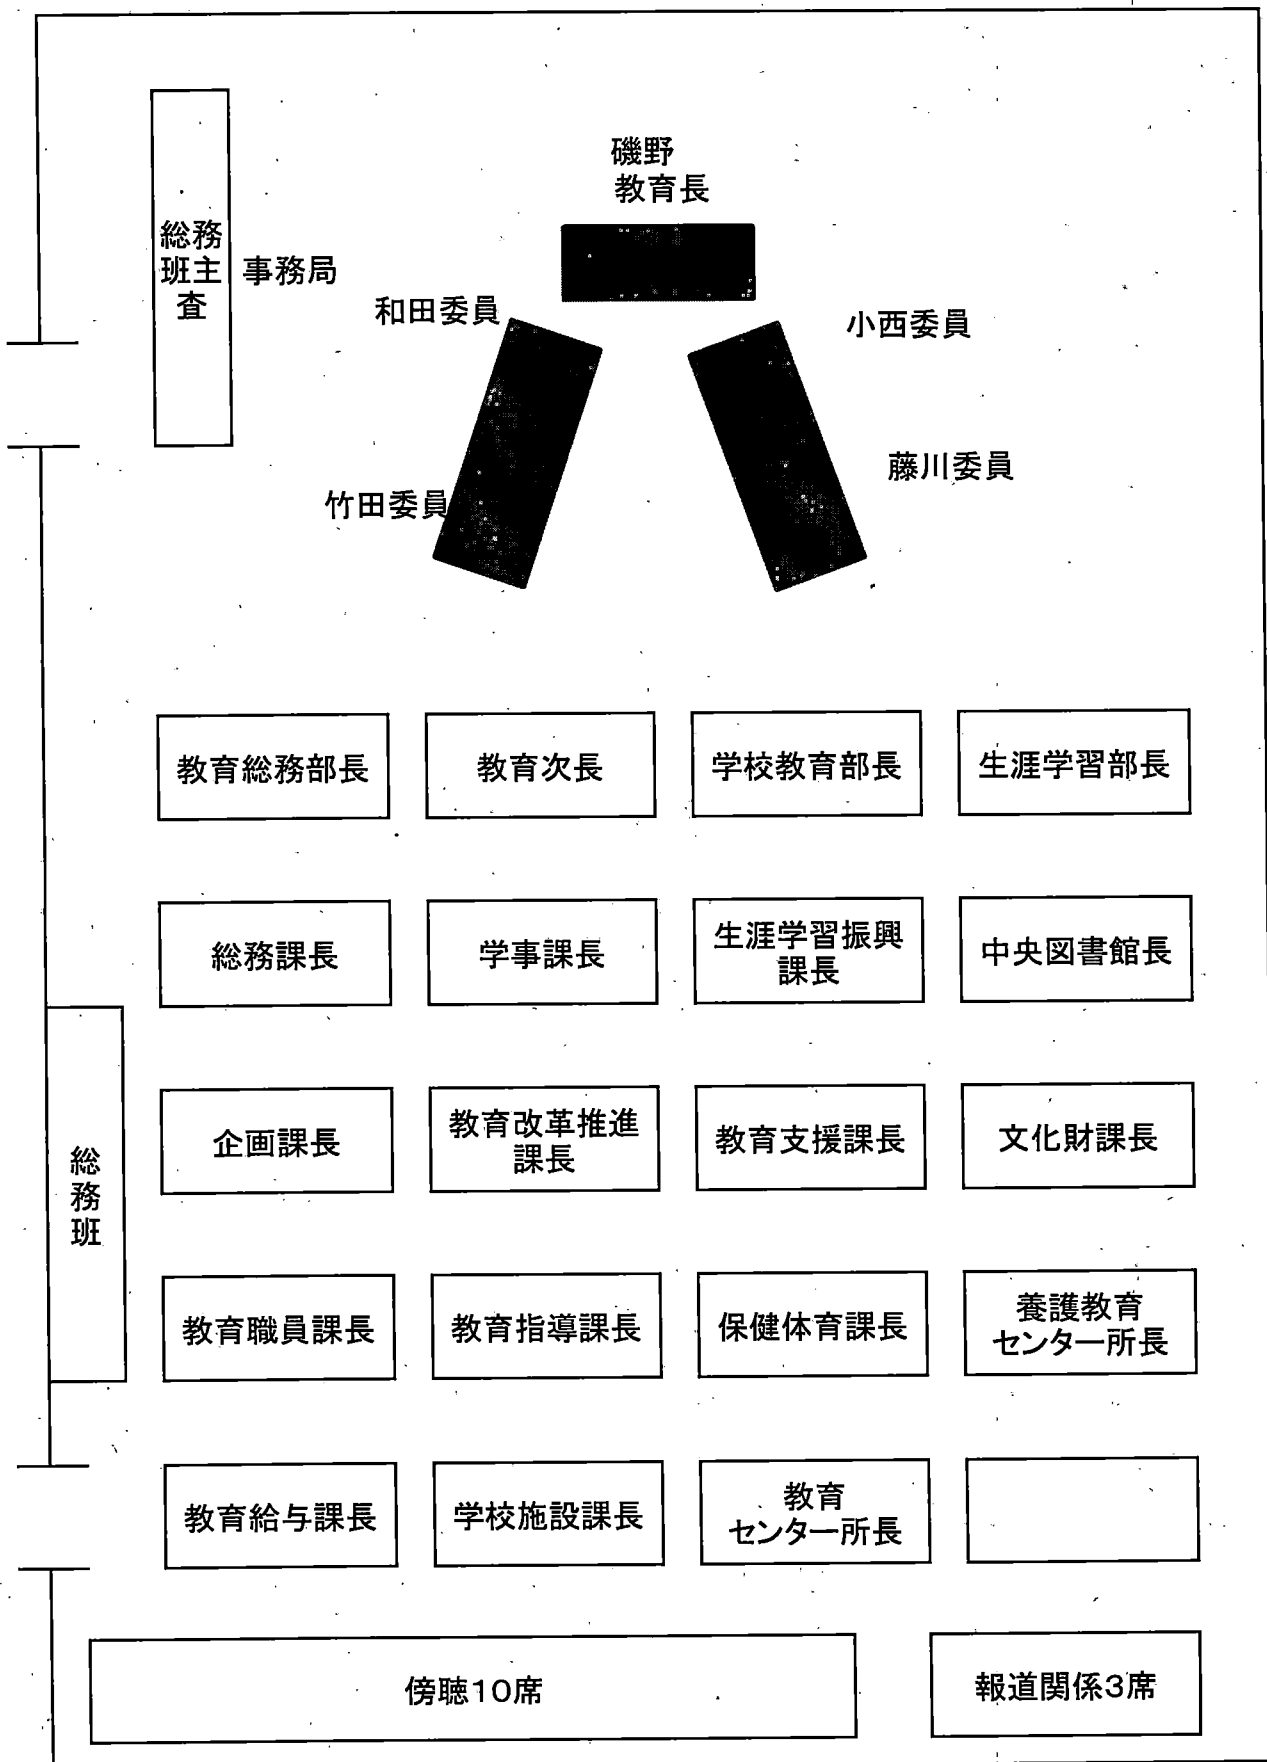 磯野
教育長
総務
班主
査
事務局
和田委員
小西委員
竹田委員
藤川委員
教育総務部長
教育次長
学校教育部長
生涯学習部長
総務課長
学事課長
生涯学習振興
課長
中央図書館長
総務班
企画課長
教育改革推進
課長
教育支援課長
文化財課長
教育職員課長
教育指導課長
保健体育課長
養護教育
センター所長
教育給与課長
学校施設課長
教育
センター所長
傍聴10席
報道関係3席